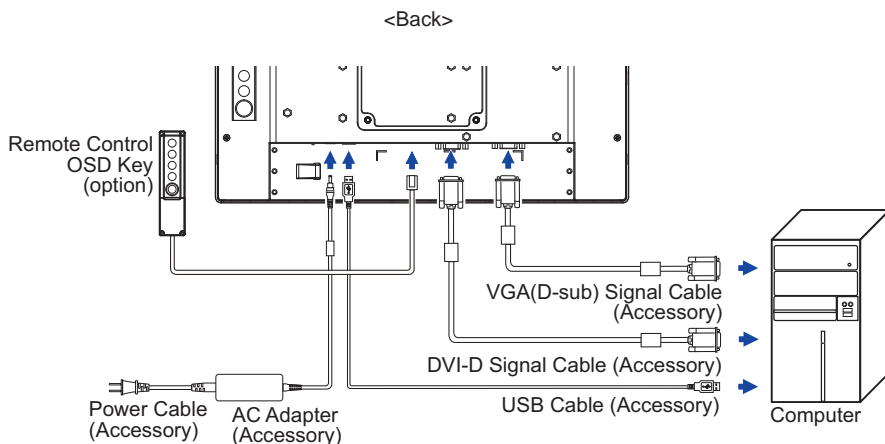 <Back>
Remote Control
OSD Key
(option)
VGA(D-sub) Signal Cable
(Accessory)
DVI-D Signal Cable (Accessory)
USB Cable (Accessory)
Power Cable
(Accessory)
AC Adapter
(Accessory)
Computer